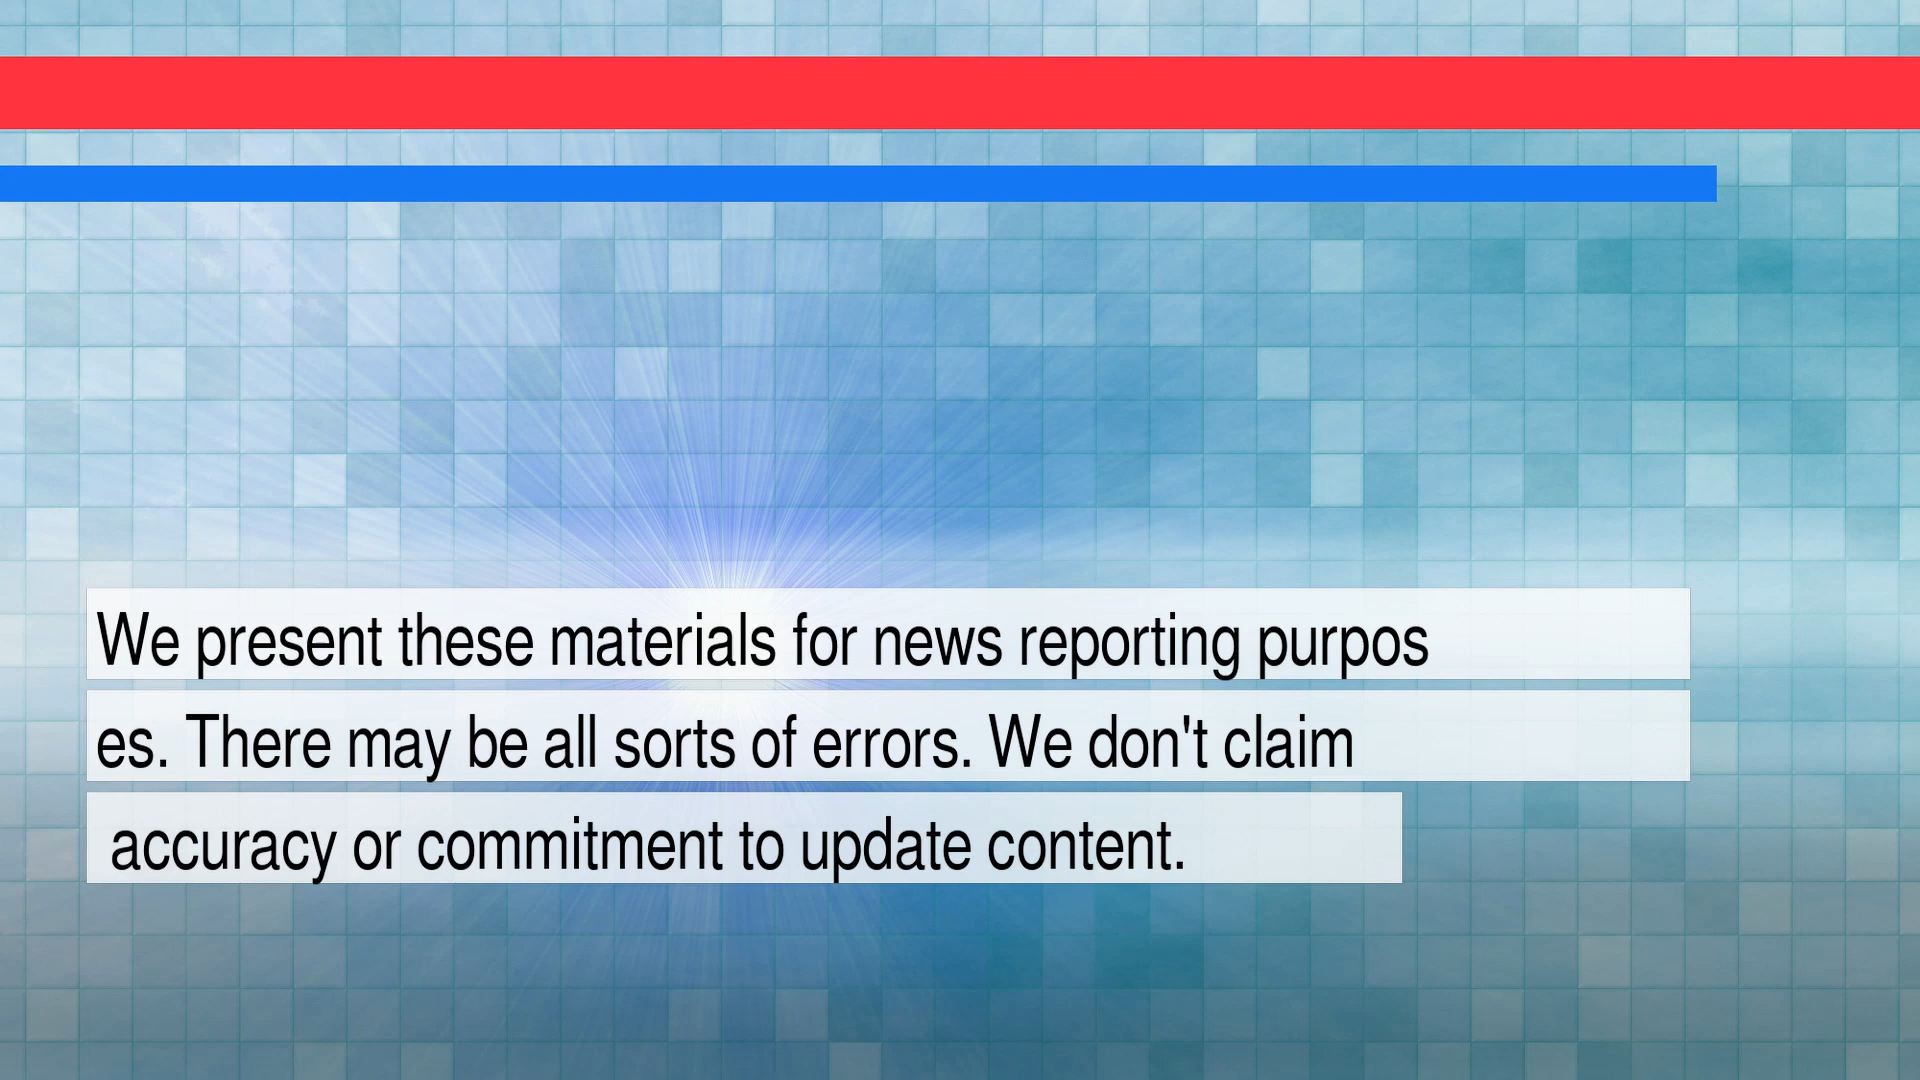 We present these materials for news reporting purpos
es. There may be all sorts of errors. We don't claim
accuracy or commitment to update content.